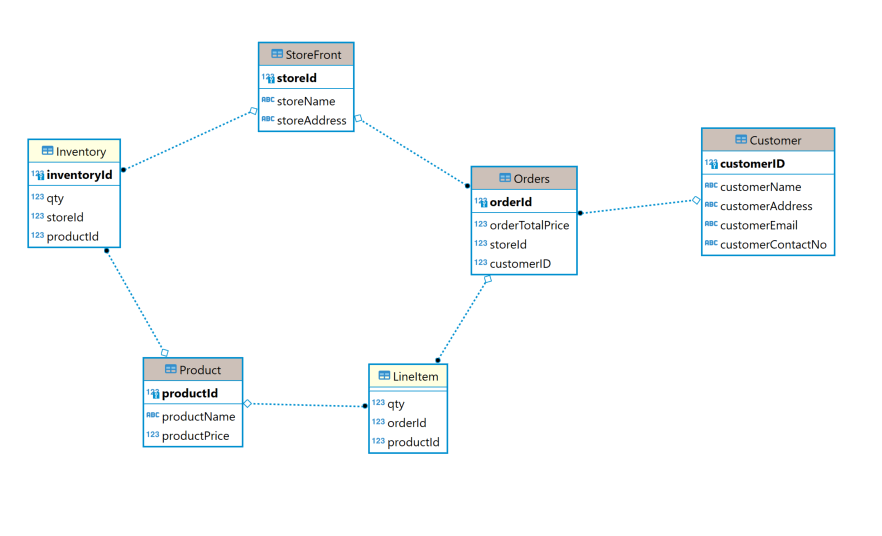 StoreFront
123 storeId
ABC storeName
ABC storeAddress
Inventory
123 inventoryId
123 qty
123 storeId
123 productId
Customer
123 customerID
ABC customerName
ABC customerAddress
ABC customerEmail
ABC customerContactNo
Orders
123 orderId
123 orderTotalPrice
123 storeId
123 customerID
Product
123 productId
ABC productName
123 productPrice
LineItem
123 qty
123 orderId
123 productId